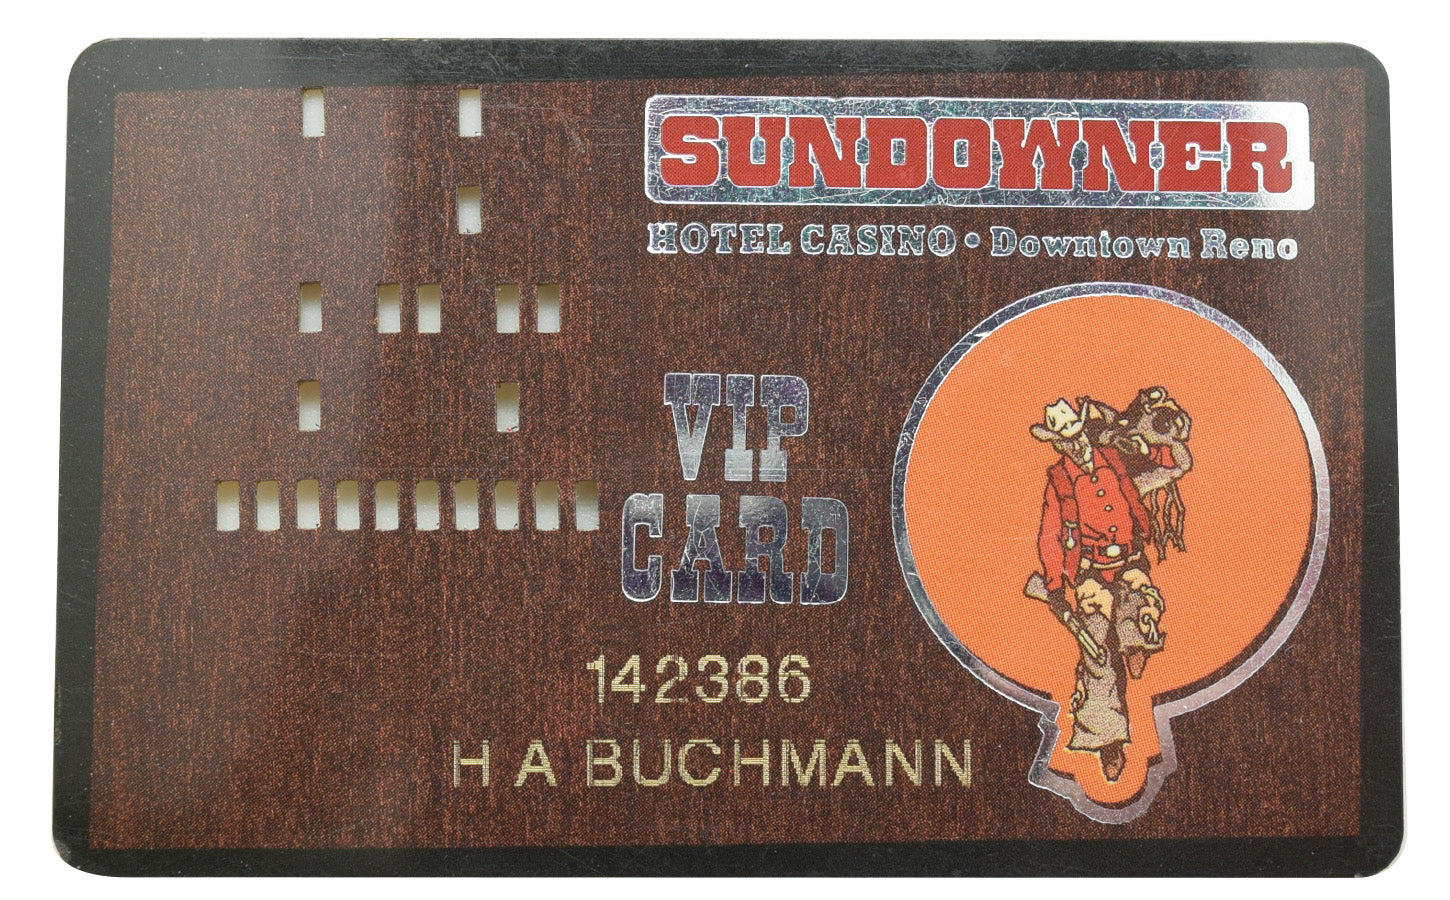 SUNDOWNER
HOTEL CASINO • Downtown Reno
VIP
CARD
142386
H A BUCHMANN